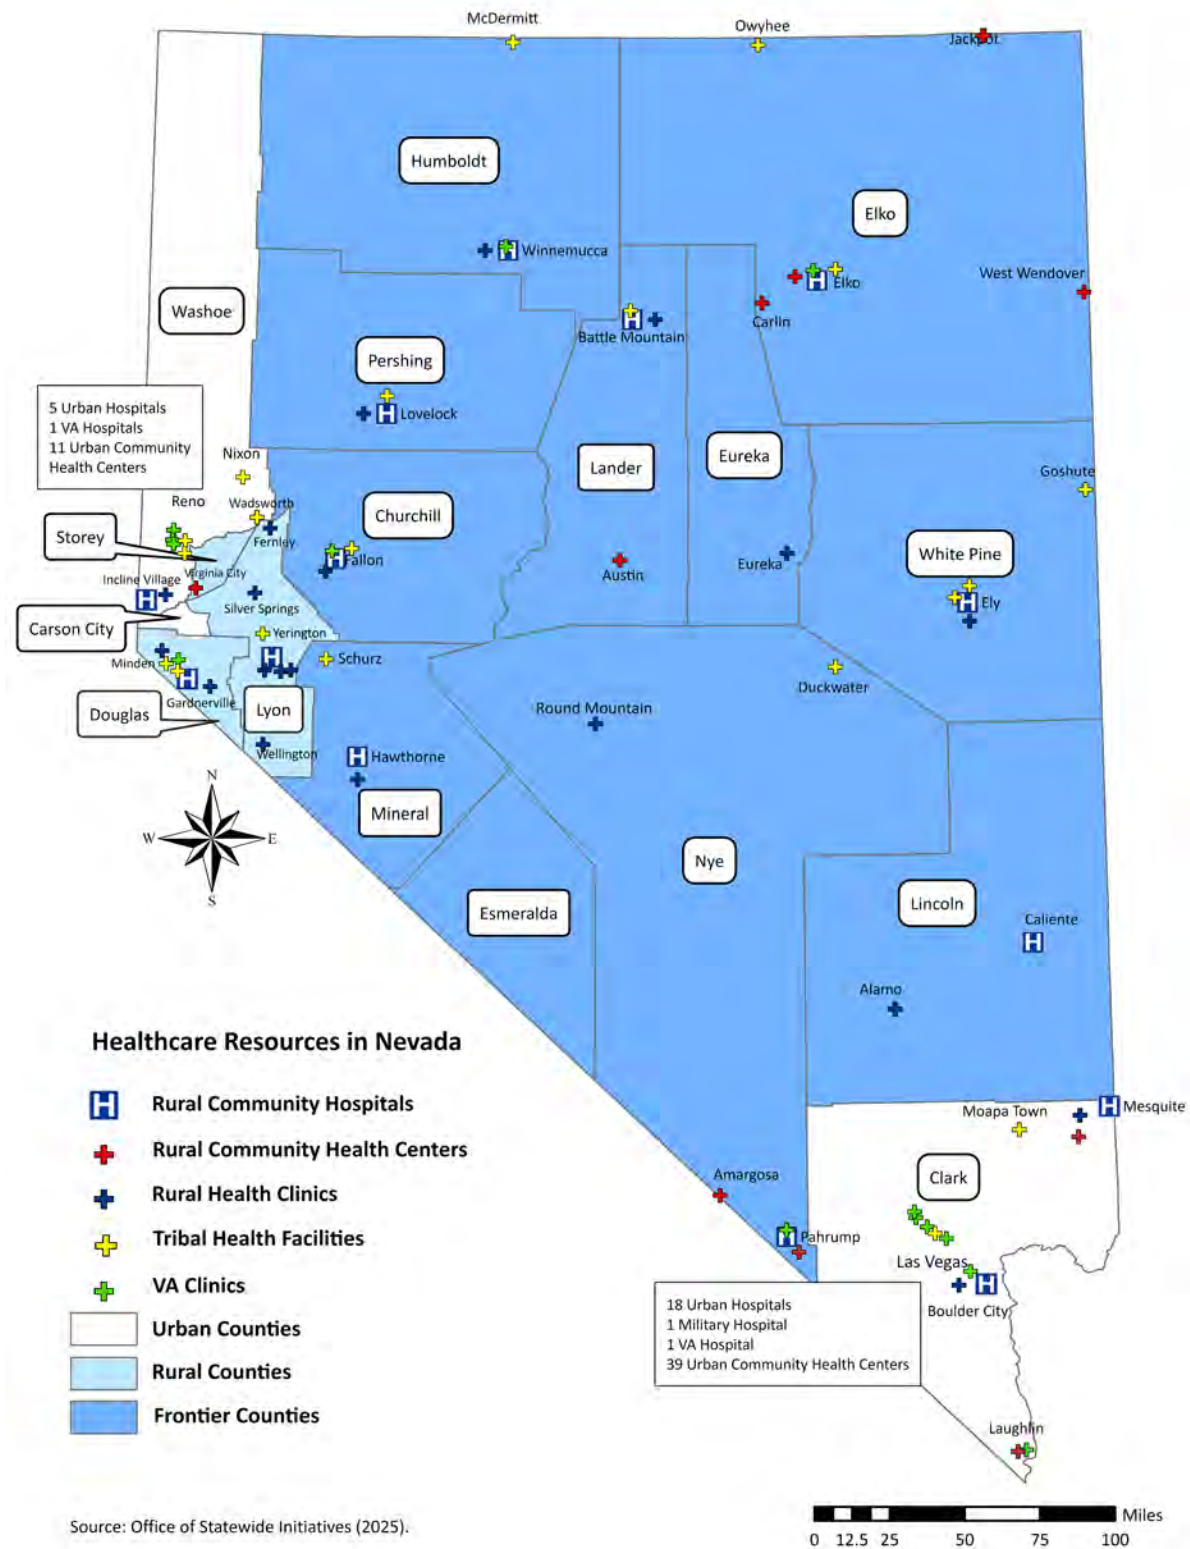 McDermitt
Owyhee
Jackpot
Humboldt
Elko
Winnemucca
Elko
West Wendover
Washoe
Carlin
Battle Mountain
Pershing
Lovelock
5 Urban Hospitals
1 VA Hospitals
11 Urban Community
Health Centers
Nixon
Lander
Eureka
Goshute
Reno
Wadsworth
Churchill
Storey
Fernley
Fallon
White Pine
Eureka
Austin
Virginia City
Incline Village
Silver Springs
Ely
Carson City
Yerington
Schurz
Minden
Duckwater
Gardnerville
Round Mountain
Douglas
Lyon
Wellington
Hawthorne
N
W
E
S
Mineral
Nye
Esmeralda
Lincoln
Caliente
Alamo
Healthcare Resources in Nevada
H Rural Community Hospitals
Rural Community Health Centers
Rural Health Clinics
Tribal Health Facilities
VA Clinics
Urban Counties
Rural Counties
Frontier Counties
Moapa Town
Mesquite
Amargosa
Clark
Pahrump
Las Vegas
Boulder City
18 Urban Hospitals
1 Military Hospital
1 VA Hospital
39 Urban Community Health Centers
Laughlin
Miles
0 12.5 25 50 75 100
Source: Office of Statewide Initiatives (2025).